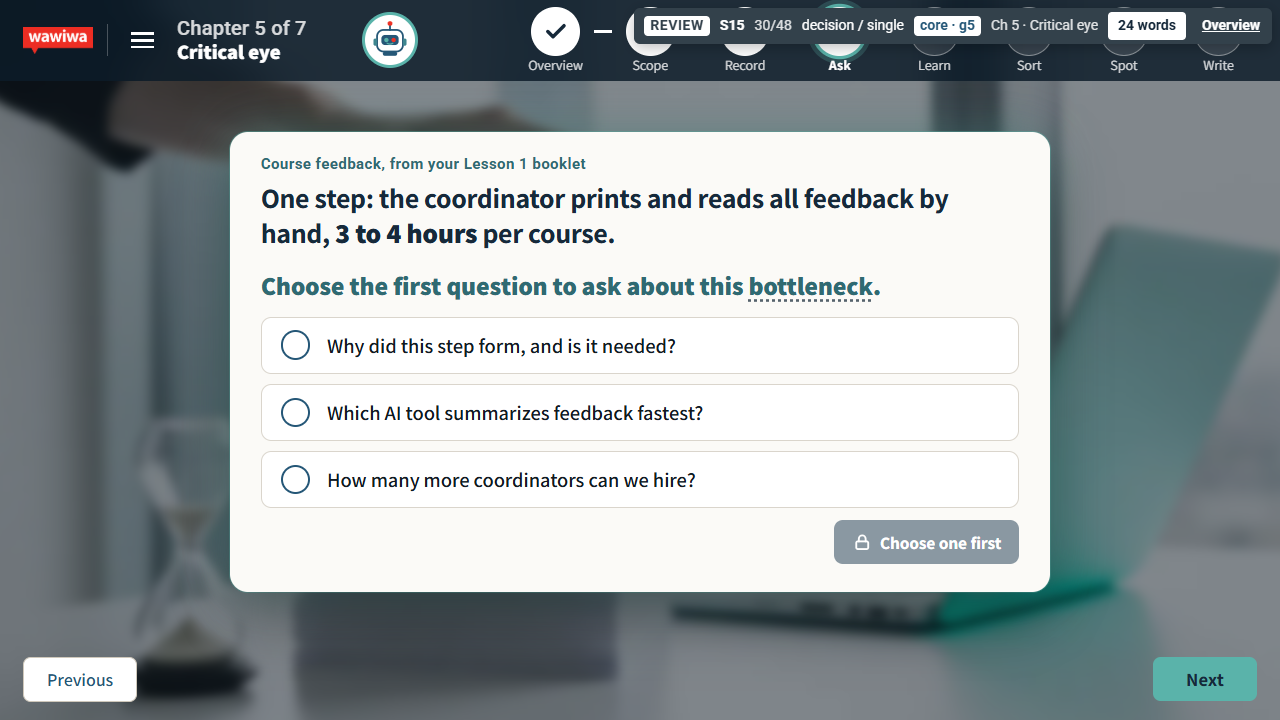 wawiwa
Chapter 5 of 7
Critical eye
REVIEW S15 30/48 decision / single core · g5 Ch 5 · Critical eye 24 words Overview
Overview
Scope
Record
Ask
Learn
Sort
Spot
Write
Course feedback, from your Lesson 1 booklet
One step: the coordinator prints and reads all feedback by
hand, 3 to 4 hours per course.
Choose the first question to ask about this bottleneck.
Why did this step form, and is it needed?
Which AI tool summarizes feedback fastest?
How many more coordinators can we hire?
Choose one first
Previous
Next